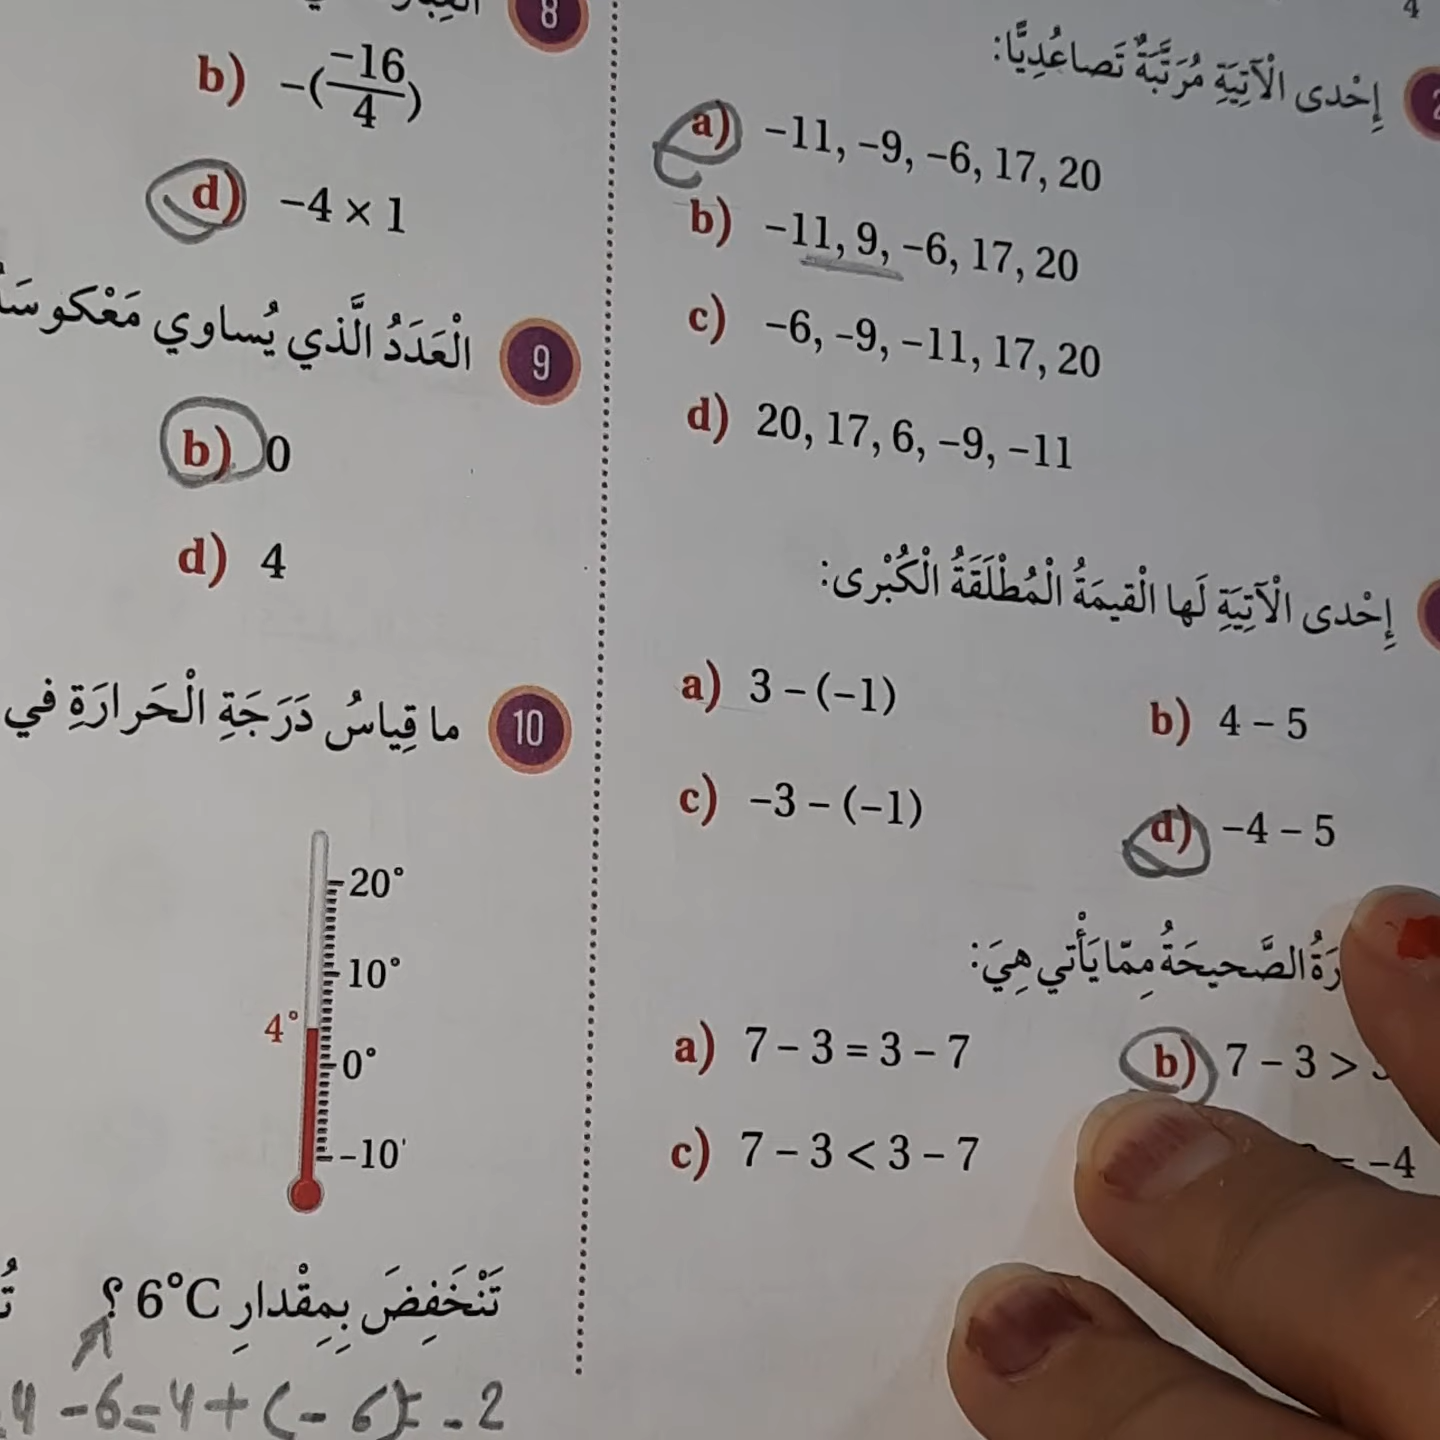 4
إِحْدى الْآتِيَةِ مُرَتَّبَةٌ تَصاعُدِيًّا:
a) −11, −9, −6, 17, 20
b) −11, 9, −6, 17, 20
c) −6, −9, −11, 17, 20
d) 20, 17, 6, −9, −11
إِحْدى الْآتِيَةِ لَها الْقيمَةُ الْمُطْلَقَةُ الْكُبْرى:
a) 3 − (−1) b) 4 − 5
c) −3 − (−1) d) −4 − 5
الصَّحيحَةُ مِمّا يَأْتي هِيَ:
a) 7 − 3 = 3 − 7 b) 7 − 3 >
c) 7 − 3 < 3 − 7 = −4
8
b) −(−16/4)
d) −4 × 1
9 الْعَدَدُ الَّذي يُساوي
b) 0
d) 4
10 ما قِياسُ دَرَجَةِ الْحَرارَةِ في
20°
10°
4°
0°
−10
تَنْخَفِضَ بِمِقْدارِ 6°C ؟
4 − 6 = 4 + (− 6) = − 2